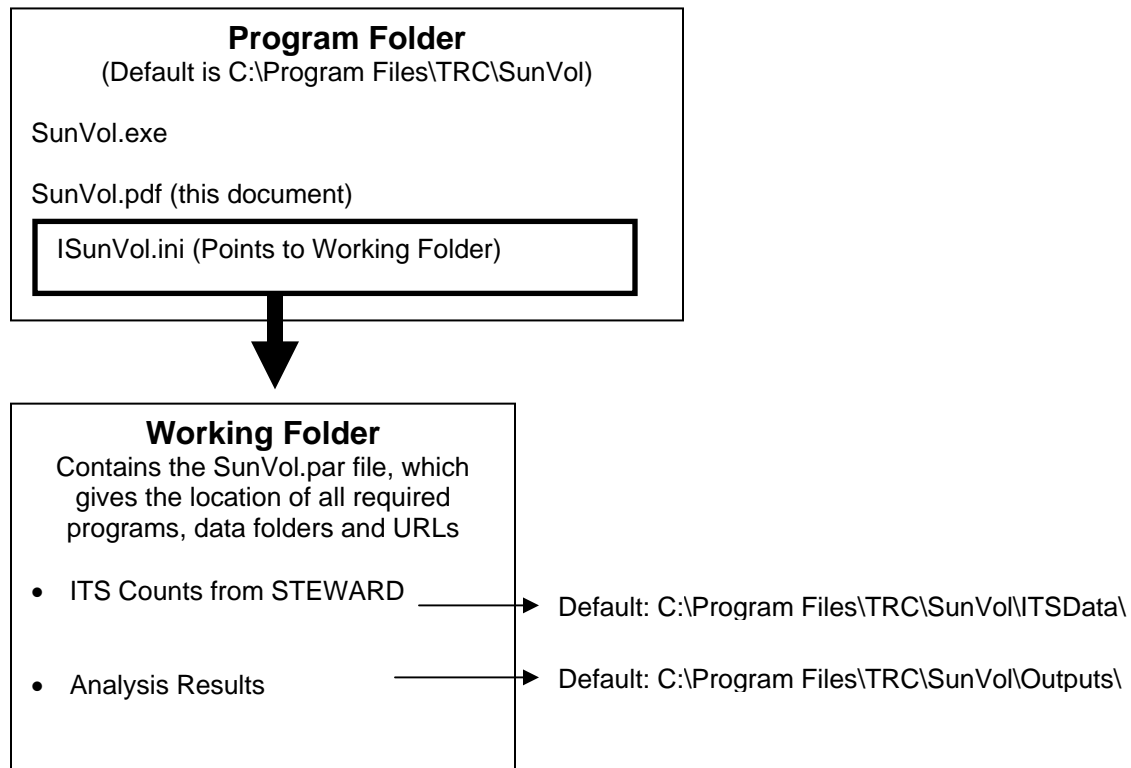 Program Folder
(Default is C:\Program Files\TRC\SunVol)
SunVol.exe
SunVol.pdf (this document)
ISunVol.ini (Points to Working Folder)
Working Folder
Contains the SunVol.par file, which
gives the location of all required
programs, data folders and URLs
• ITS Counts from STEWARD
Default: C:\Program Files\TRC\SunVol\ITSData\
• Analysis Results
Default: C:\Program Files\TRC\SunVol\Outputs\